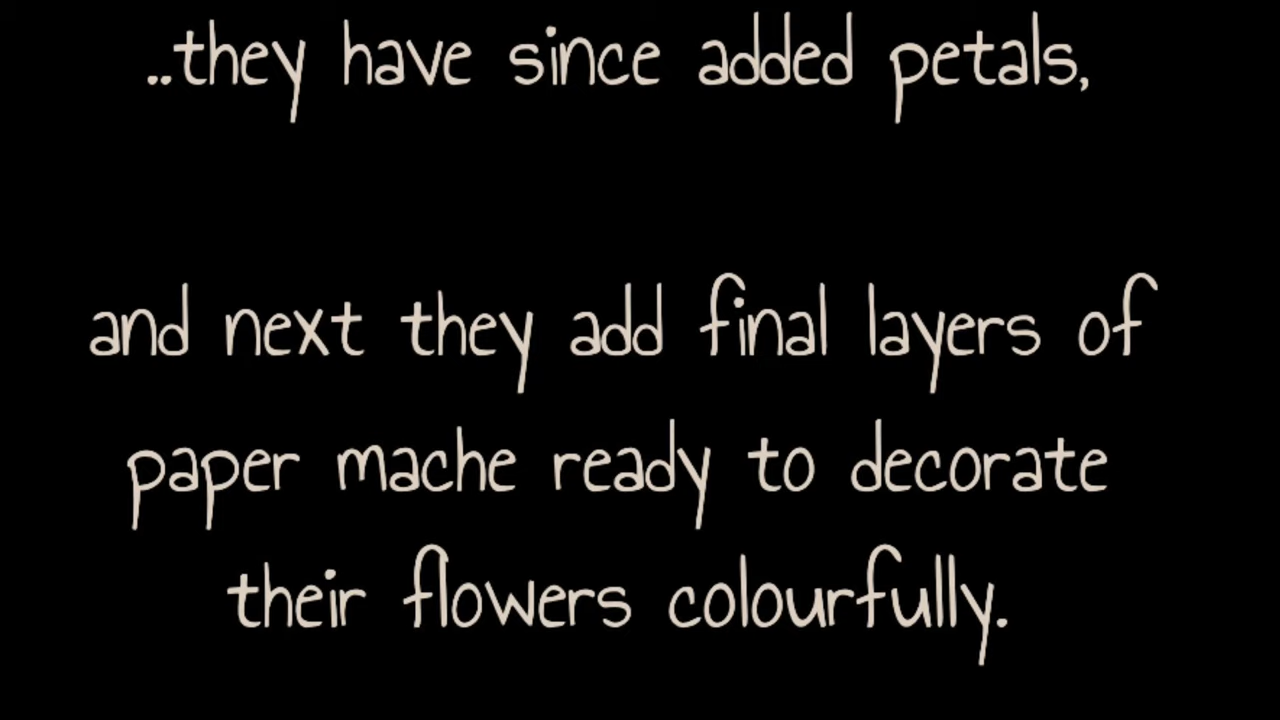 ..they have since added petals,
and next they add final layers of
paper mache ready to decorate
their flowers colourfully.